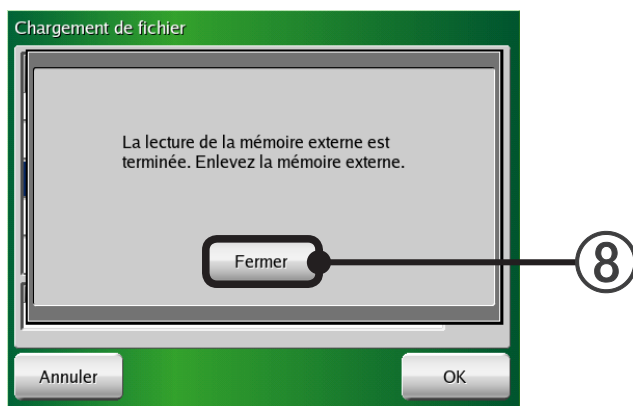 Chargement de fichier
La lecture de la mémoire externe est
terminée. Enlevez la mémoire externe.
Fermer
8
Annuler
OK